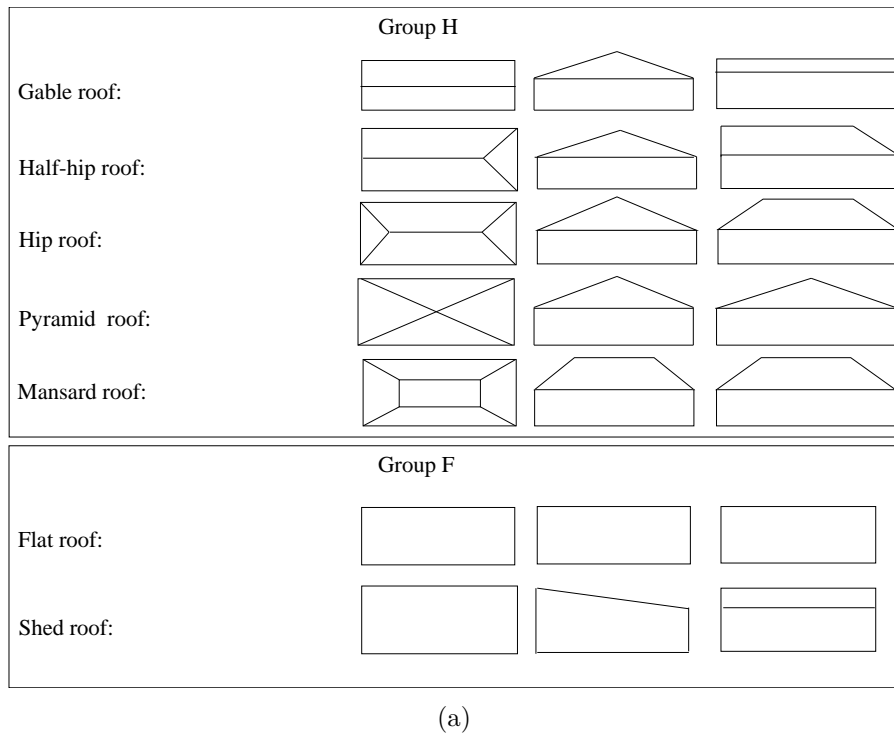 Group H
Gable roof:
Half-hip roof:
Hip roof:
Pyramid roof:
Mansard roof:
Group F
Flat roof:
Shed roof:
(a)